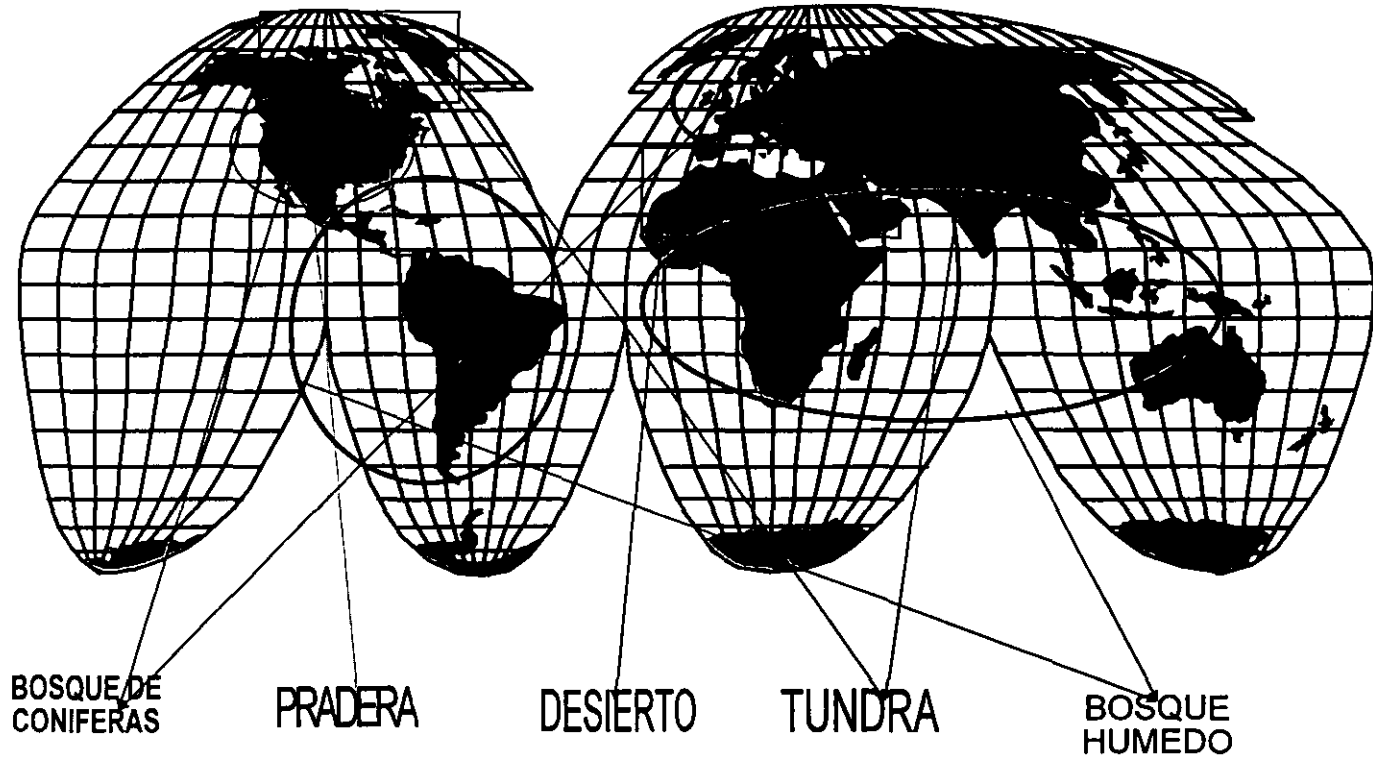 BOSQUE DE
CONIFERAS
PRADERA
DESIERTO
TUNDRA
BOSQUE
HUMEDO